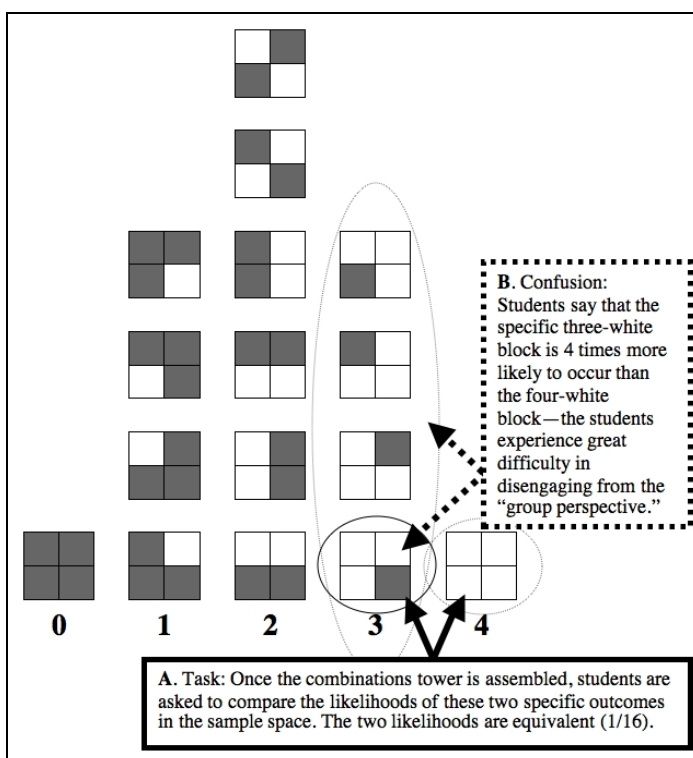 B. Confusion:
Students say that the
specific three-white
block is 4 times more
likely to occur than
the four-white
block—the students
experience great
difficulty in
disengaging from the
“group perspective.”
0 1 2 3 4
A. Task: Once the combinations tower is assembled, students are
asked to compare the likelihoods of these two specific outcomes
in the sample space. The two likelihoods are equivalent (1/16).